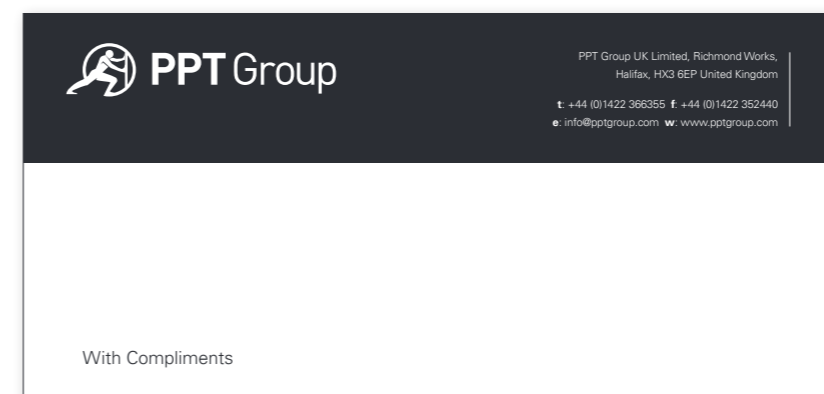 PPT Group
PPT Group UK Limited, Richmond Works,
Halifax, HX3 6EP United Kingdom
t: +44 (0)1422 366355 f: +44 (0)1422 352440
e: info@pptgroup.com w: www.pptgroup.com
With Compliments